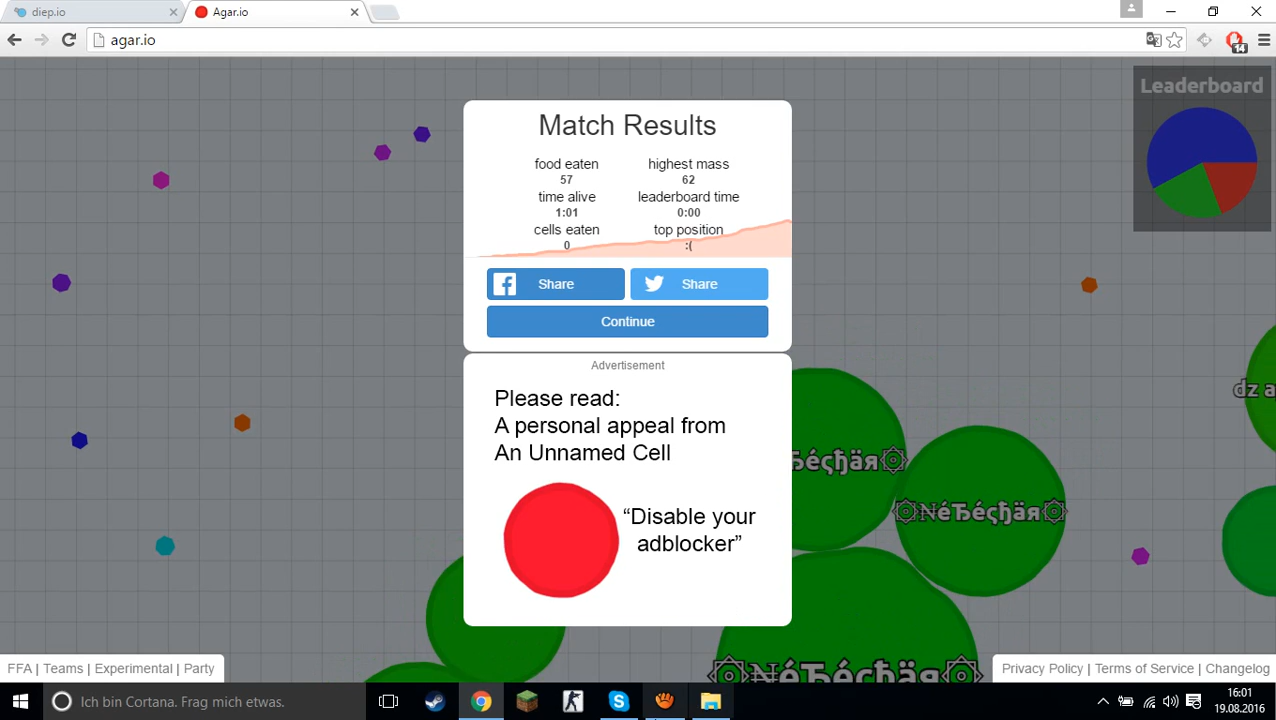 diep.io
Agar.io
agar.io
14
Leaderboard
Match Results
food eaten
highest mass
57
62
time alive
leaderboard time
1:01
0:00
cells eaten
top position
0
:(
Share
Share
Continue
Advertisement
Please read:
A personal appeal from
An Unnamed Cell
“Disable your
adblocker”
dz a
FFA | Teams | Experimental | Party
Privacy Policy | Terms of Service | Changelog
Ich bin Cortana. Frag mich etwas.
16:01
19.08.2016